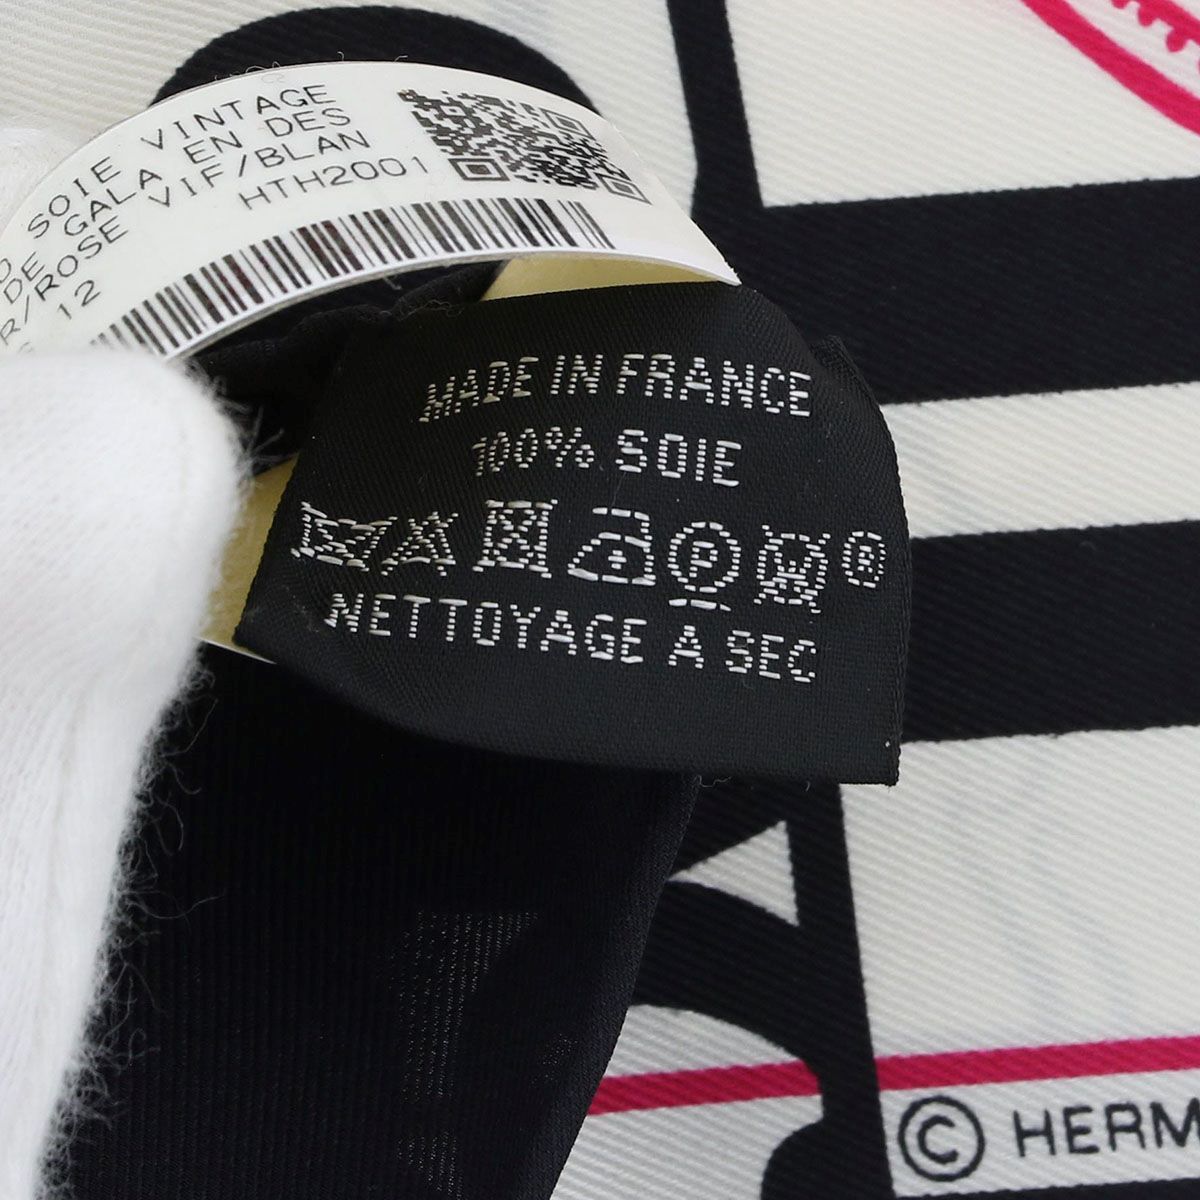 SOIE VINTAGE
DE GALA EN DES
/ROSE VIF/BLAN
12 HTH2001
MADE IN FRANCE
100% SOIE
®
NETTOYAGE A SEC
© HERM